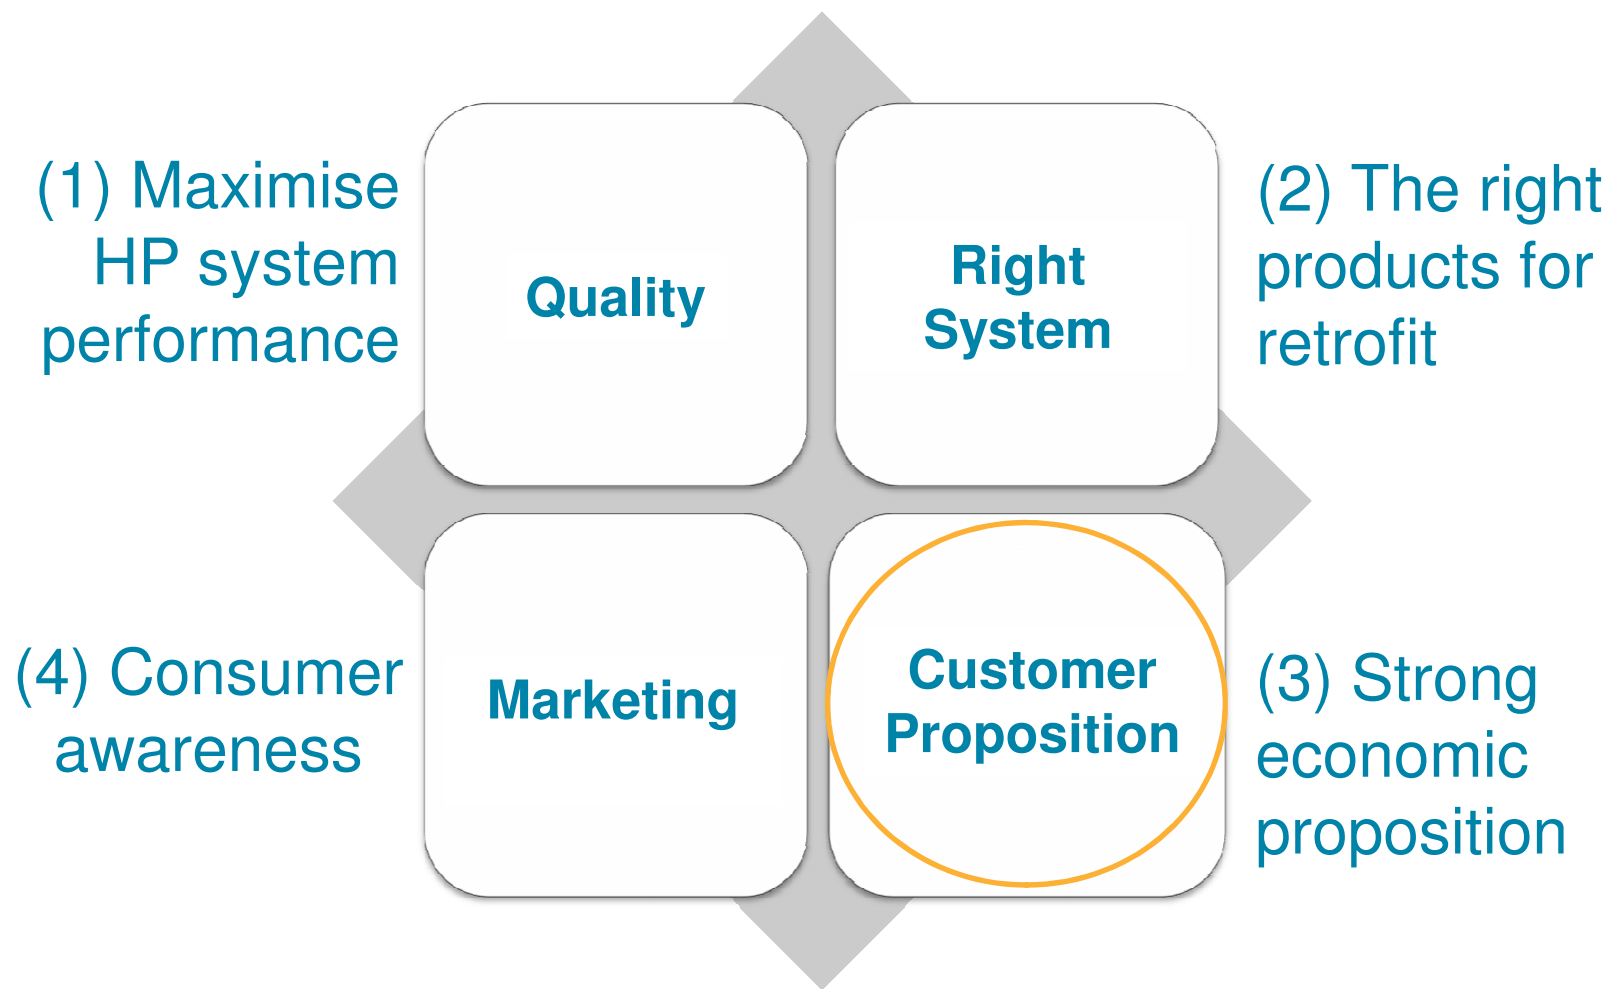 (1) Maximise
HP system
performance
Quality
Right
System
(2) The right
products for
retrofit
(4) Consumer
awareness
Marketing
Customer
Proposition
(3) Strong
economic
proposition